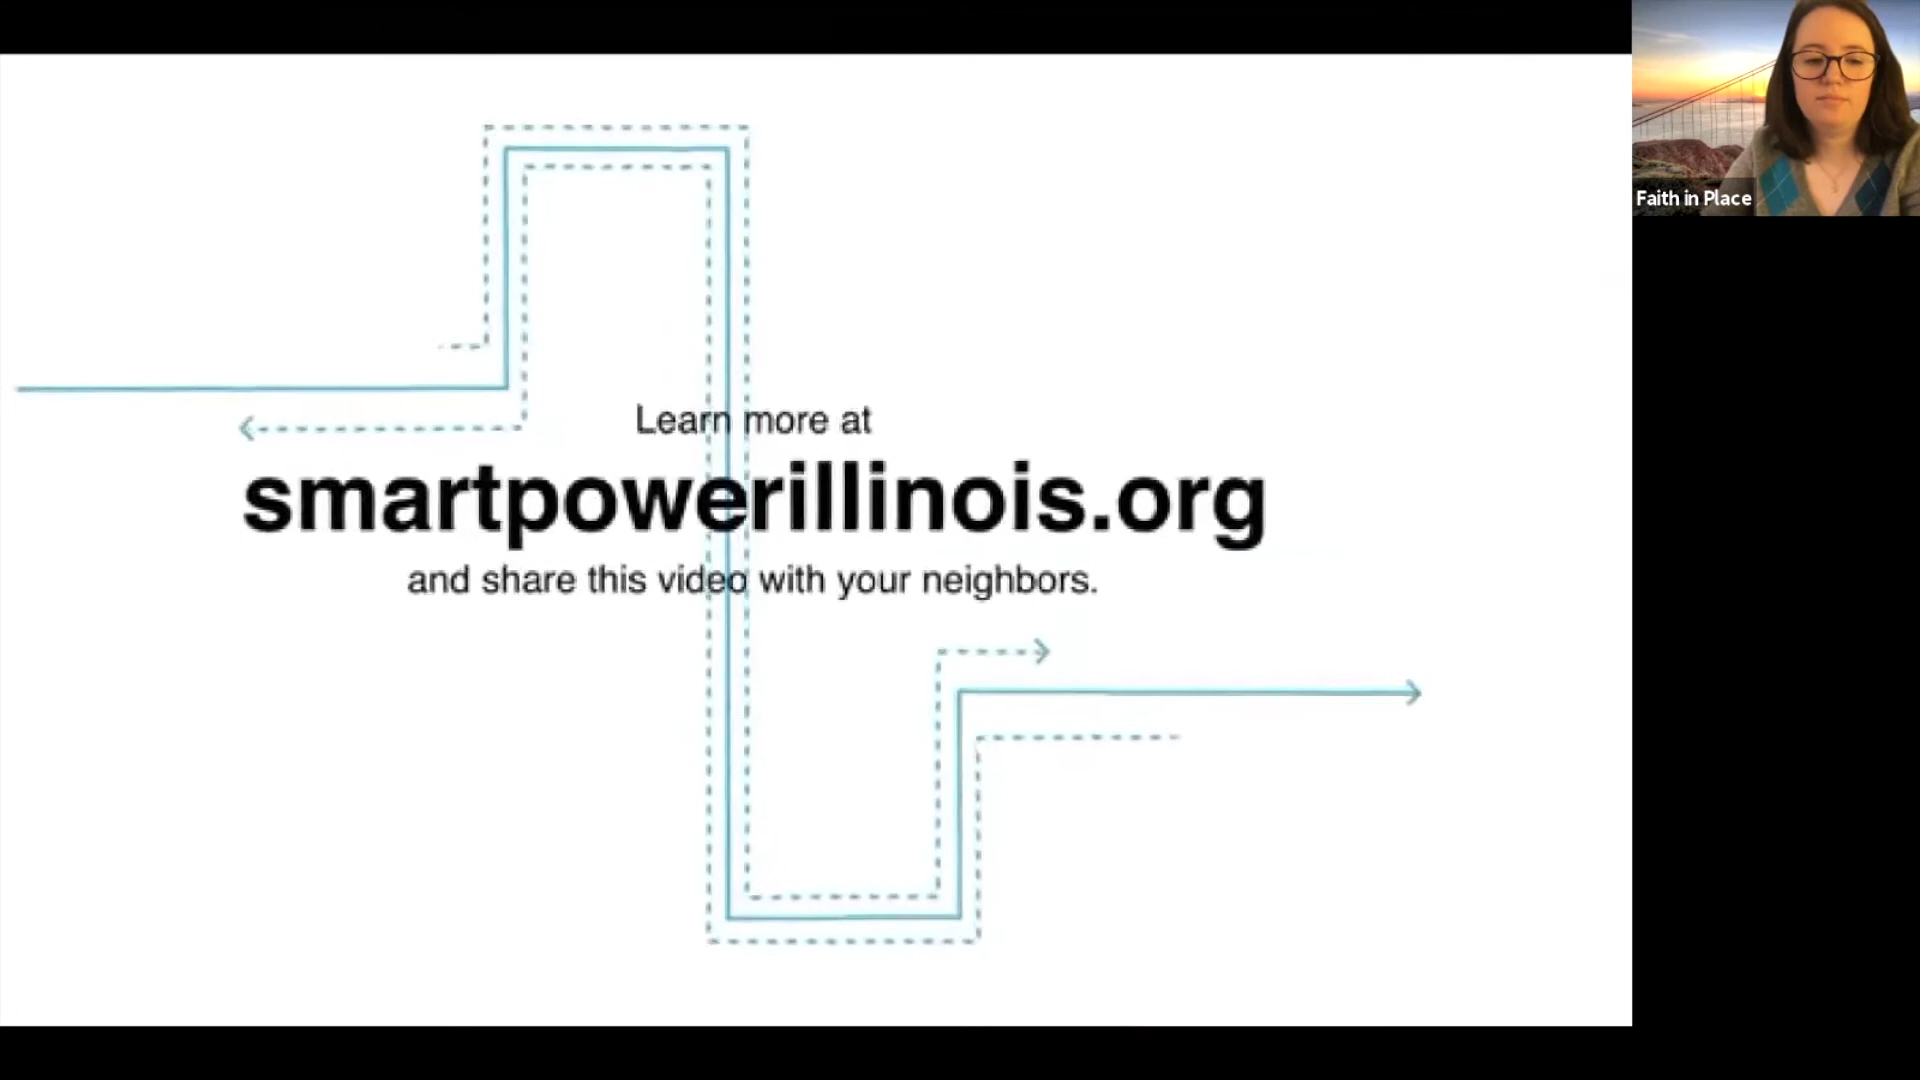 Learn more at
smartpowerillinois.org
and share this video with your neighbors.
Faith in Place